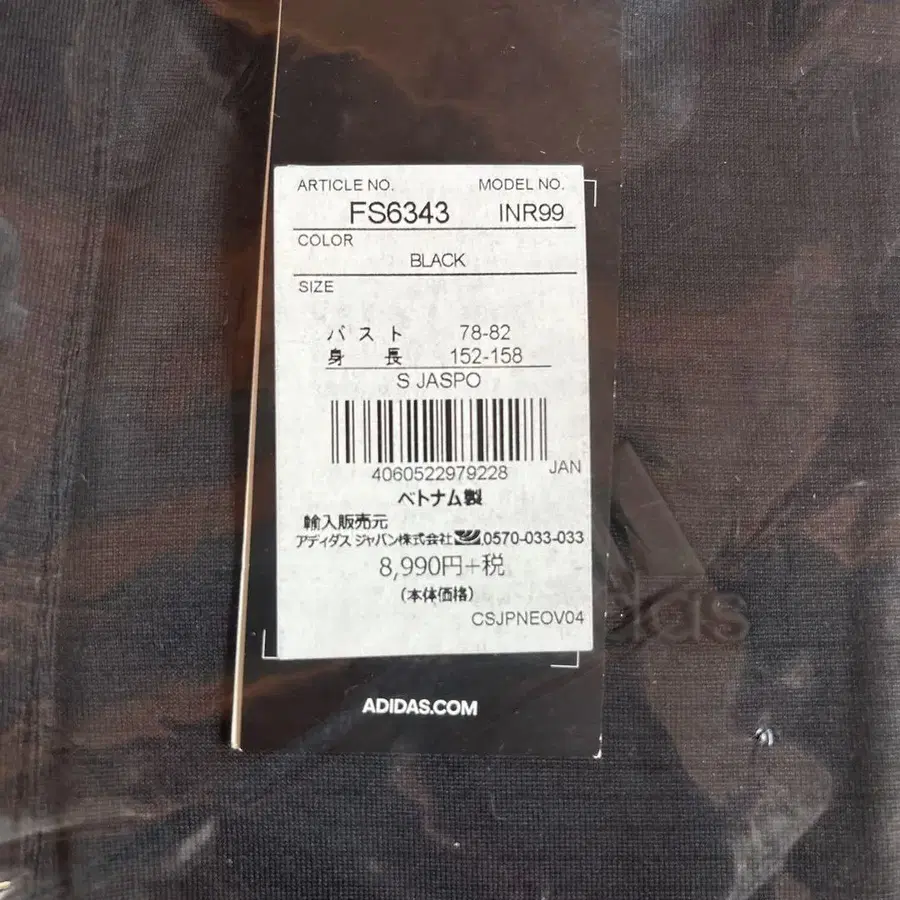 ARTICLE NO. MODEL NO.
FS6343 INR99
COLOR
BLACK
SIZE
バスト 78-82
身 長 152-158
S JASPO
4060522979228 JAN
ベトナム製
輸入販売元
アディダス ジャパン株式会社 0570-033-033
8,990円+税
(本体価格)
CSJPNEOV04
das
ADIDAS.COM